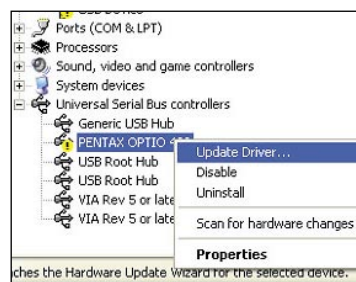 Ports (COM & LPT)
Processors
Sound, video and game controllers
System devices
Universal Serial Bus controllers
Generic USB Hub
PENTAX OPTIO
USB Root Hub
USB Root Hub
VIA Rev 5 or late
VIA Rev 5 or late
Update Driver...
Disable
Uninstall
Scan for hardware changes
Properties
ches the Hardware Update Wizard for the selected device.